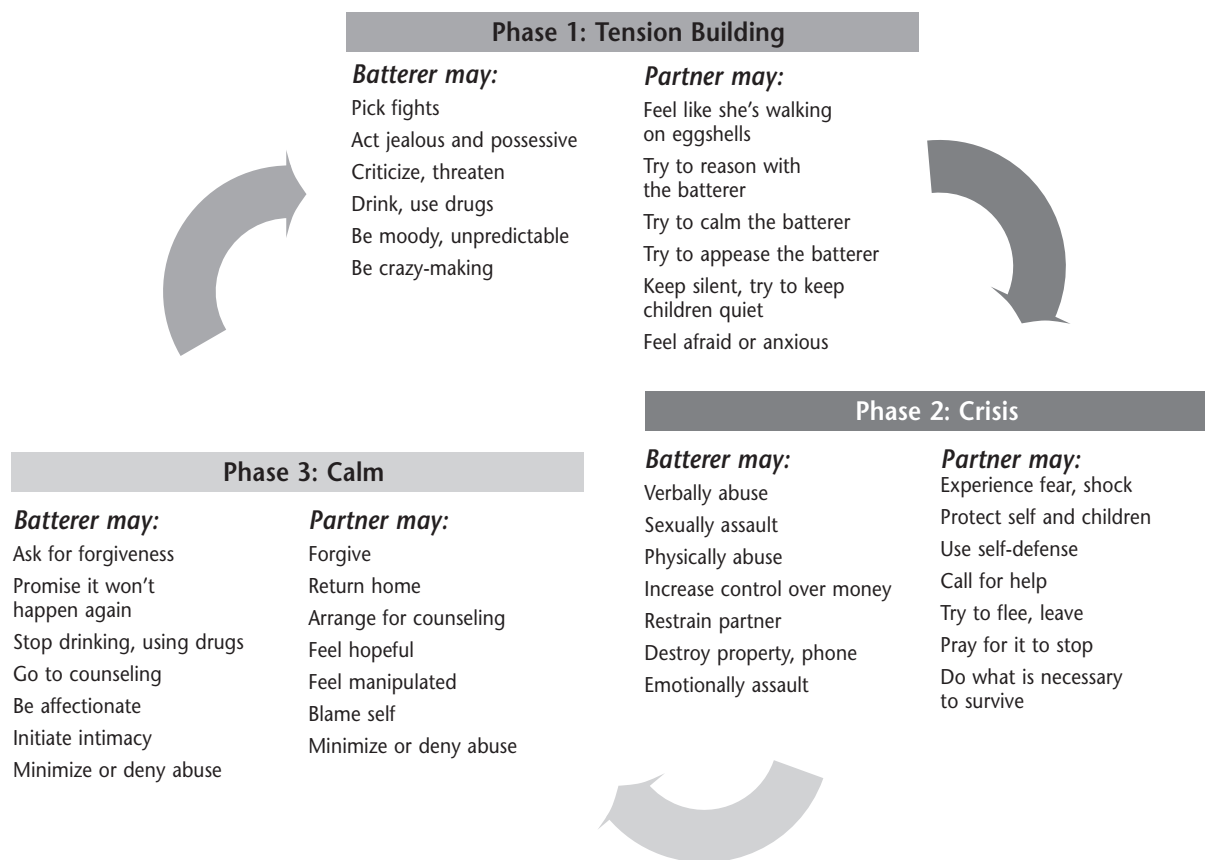 Phase 1: Tension Building
Batterer may:
Pick fights
Act jealous and possessive
Criticize, threaten
Drink, use drugs
Be moody, unpredictable
Be crazy-making
Partner may:
Feel like she's walking
on eggshells
Try to reason with
the batterer
Try to calm the batterer
Try to appease the batterer
Keep silent, try to keep
children quiet
Feel afraid or anxious
Phase 2: Crisis
Batterer may:
Verbally abuse
Sexually assault
Physically abuse
Increase control over money
Restrain partner
Destroy property, phone
Emotionally assault
Partner may:
Experience fear, shock
Protect self and children
Use self-defense
Call for help
Try to flee, leave
Pray for it to stop
Do what is necessary
to survive
Phase 3: Calm
Batterer may:
Ask for forgiveness
Promise it won't
happen again
Stop drinking, using drugs
Go to counseling
Be affectionate
Initiate intimacy
Minimize or deny abuse
Partner may:
Forgive
Return home
Arrange for counseling
Feel hopeful
Feel manipulated
Blame self
Minimize or deny abuse